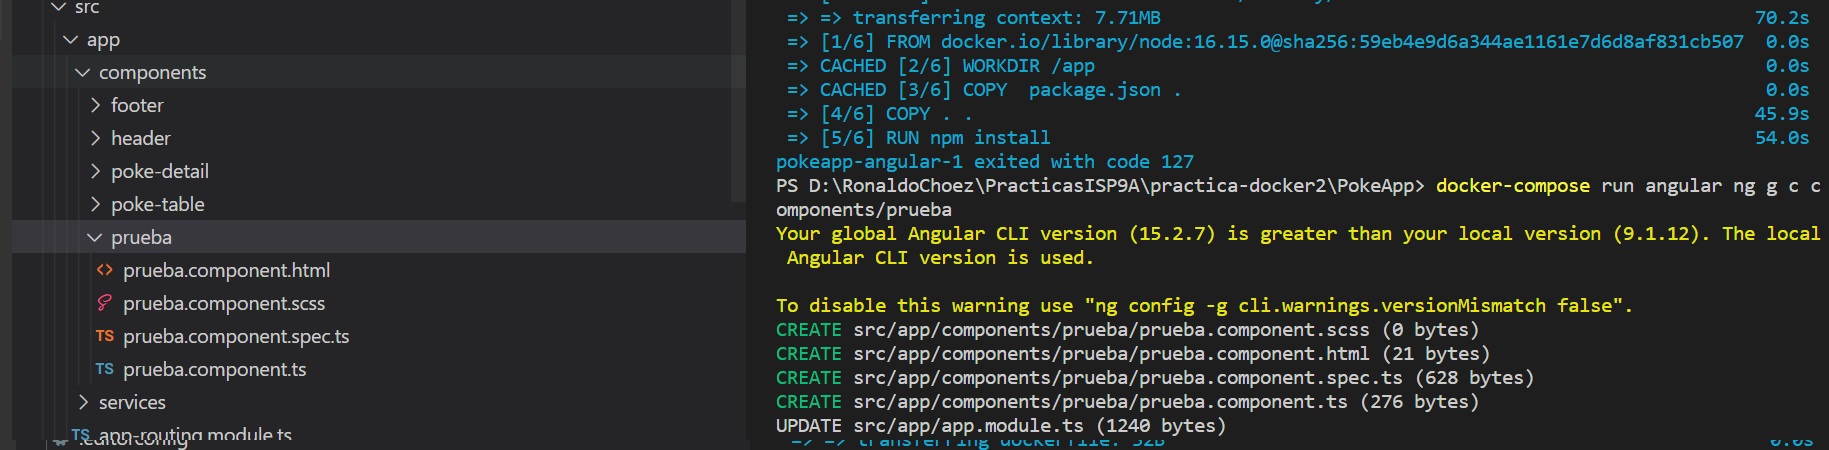 src
app
components
footer
header
poke-detail
poke-table
prueba
prueba.component.html
prueba.component.scss
TS prueba.component.spec.ts
TS prueba.component.ts
services
TS app-routing.module.ts
.editorconfig
=> => transferring context: 7.71MB 70.2s
=> [1/6] FROM docker.io/library/node:16.15.0@sha256:59eb4e9d6a344ae1161e7d6d8af831cb507 0.0s
=> CACHED [2/6] WORKDIR /app 0.0s
=> CACHED [3/6] COPY  package.json . 0.0s
=> [4/6] COPY . . 45.9s
=> [5/6] RUN npm install 54.0s
pokeapp-angular-1 exited with code 127
PS D:\RonaldoChoez\PracticasISP9A\practica-docker2\PokeApp> docker-compose run angular ng g c c
omponents/prueba
Your global Angular CLI version (15.2.7) is greater than your local version (9.1.12). The local
Angular CLI version is used.
To disable this warning use "ng config -g cli.warnings.versionMismatch false".
CREATE src/app/components/prueba/prueba.component.scss (0 bytes)
CREATE src/app/components/prueba/prueba.component.html (21 bytes)
CREATE src/app/components/prueba/prueba.component.spec.ts (628 bytes)
CREATE src/app/components/prueba/prueba.component.ts (276 bytes)
UPDATE src/app/app.module.ts (1240 bytes)
=> => transferring dockerfile: 32B 0.0s